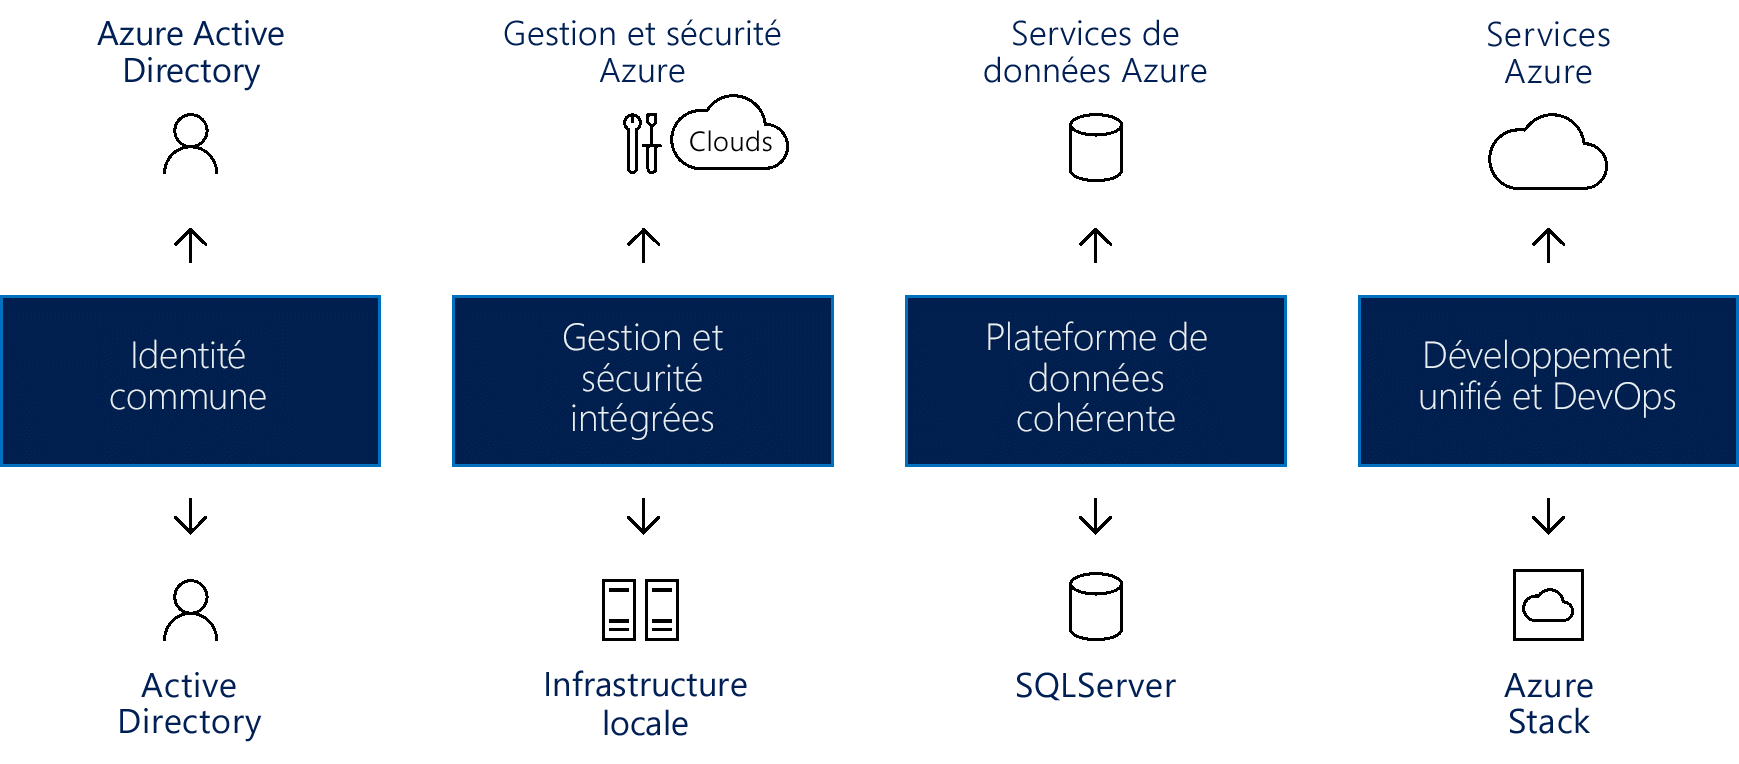 Azure Active
Directory
Gestion et sécurité
Azure
Clouds
Services de
données Azure
Services
Azure
Identité
commune
Gestion et
sécurité
intégrées
Plateforme de
données
cohérente
Développement
unifié et DevOps
Active
Directory
Infrastructure
locale
SQLServer
Azure
Stack